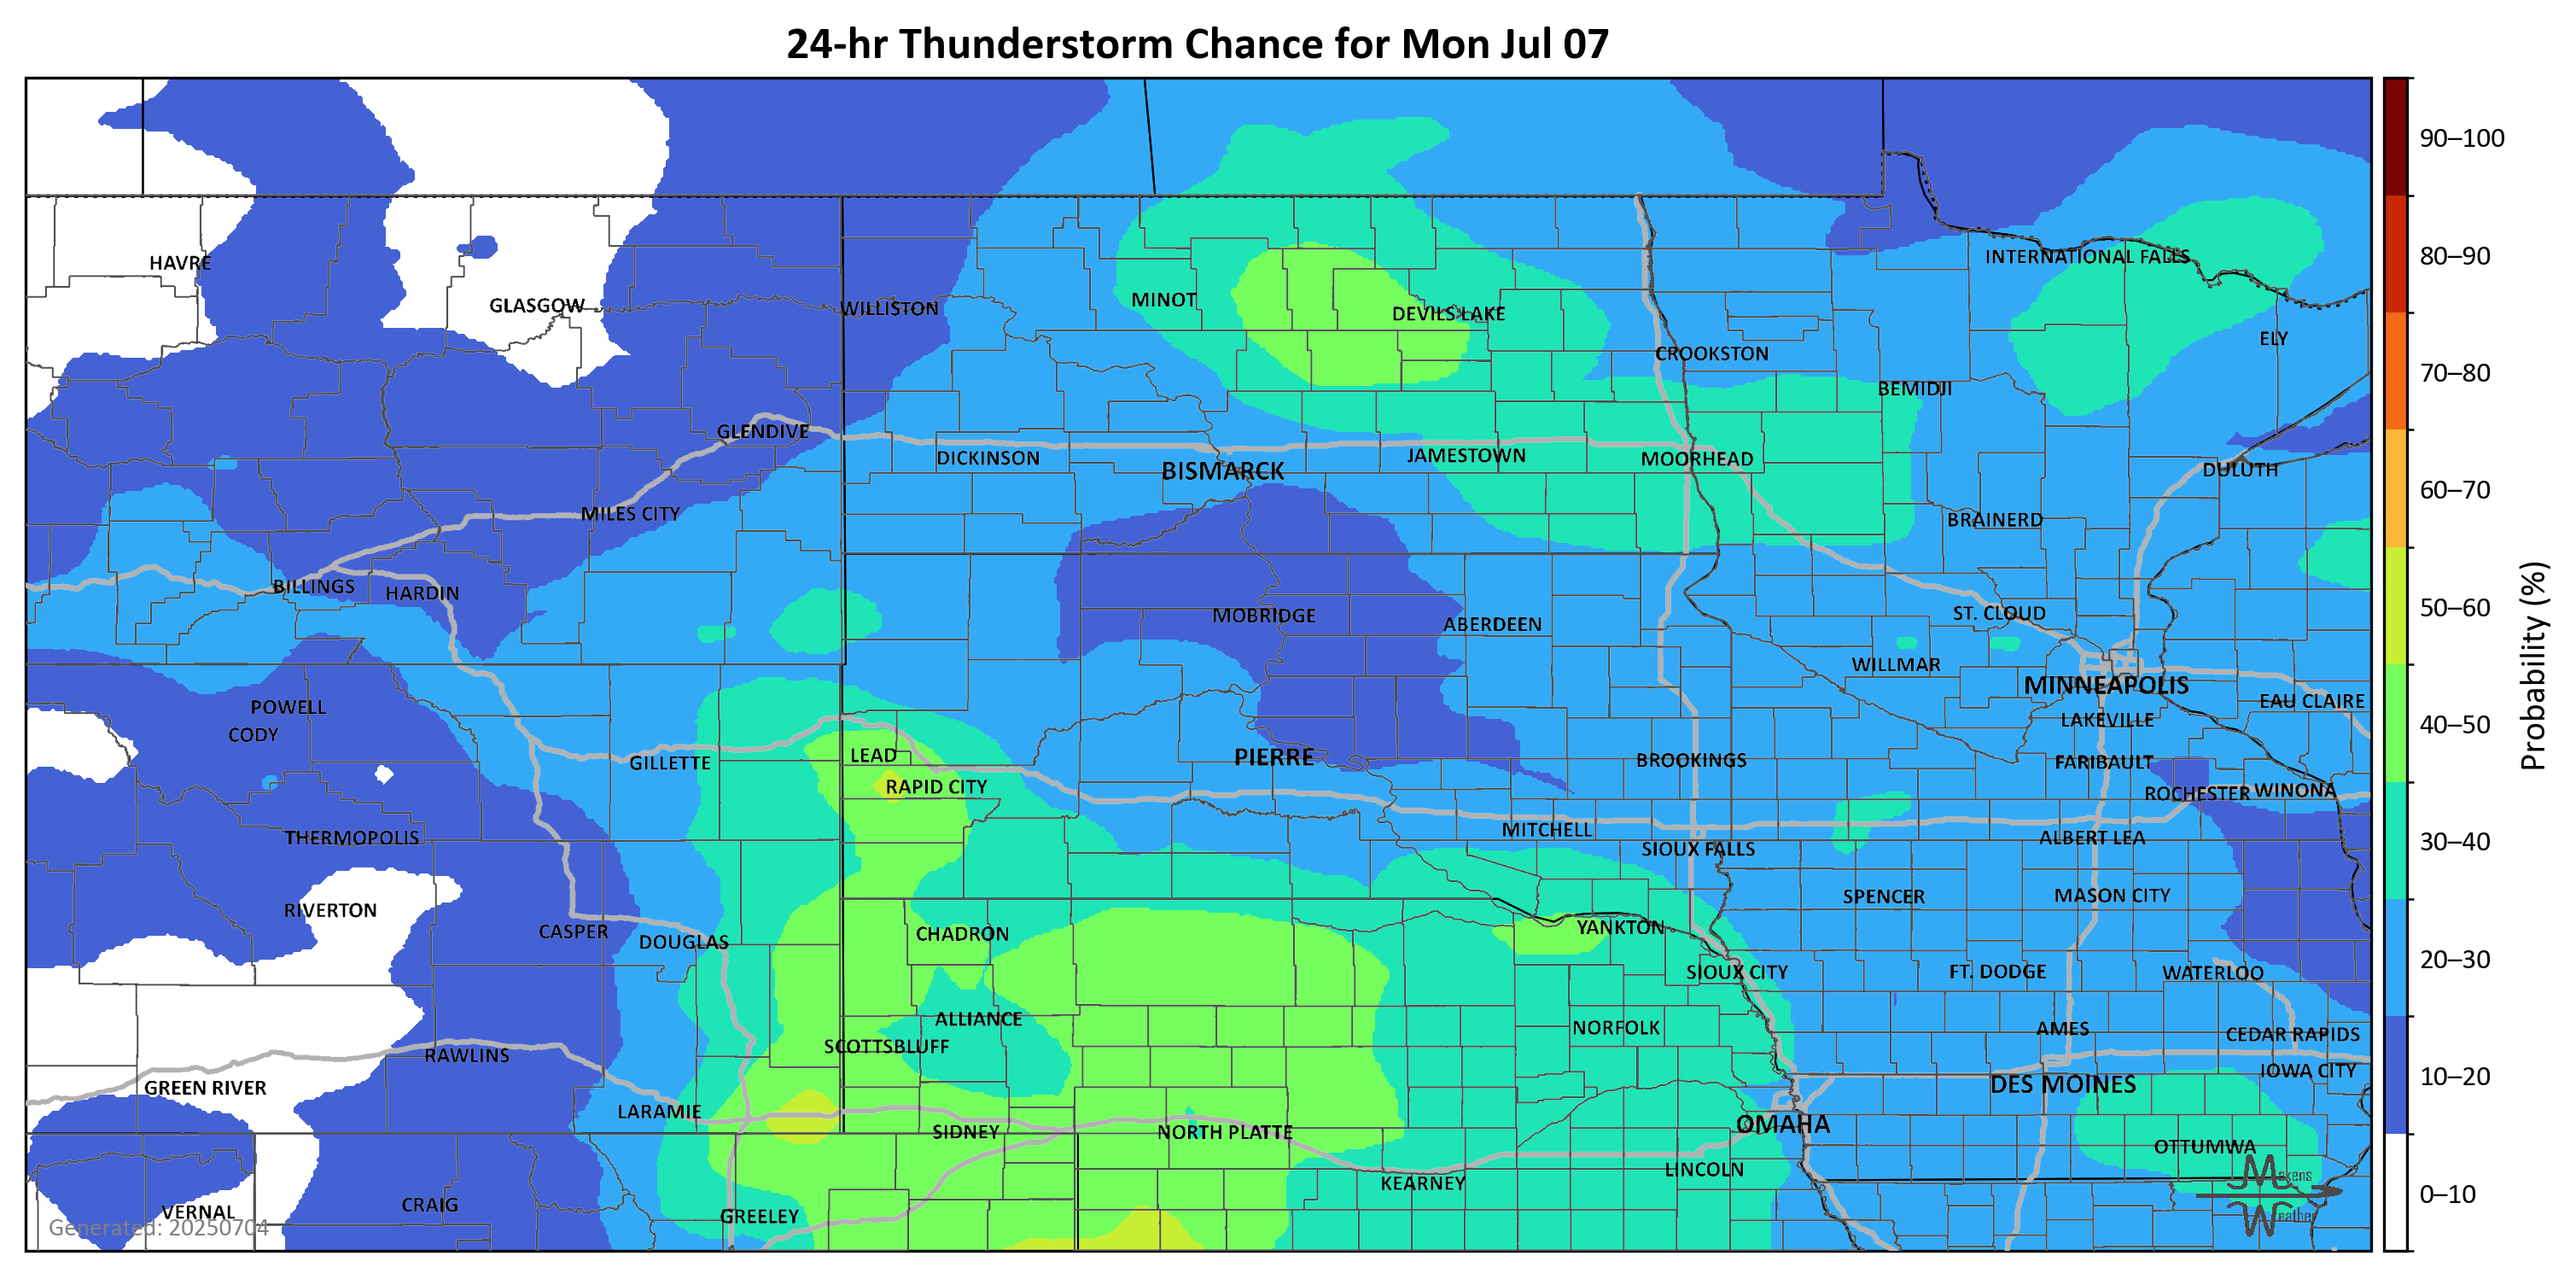 24-hr Thunderstorm Chance for Mon Jul 07
90–100
80–90
70–80
60–70
50–60
40–50
30–40
20–30
10–20
0–10
Probability (%)
HAVRE
GLASGOW
WILLISTON
MINOT
DEVILS LAKE
INTERNATIONAL FALLS
ELY
CROOKSTON
BEMIDJI
GLENDIVE
DICKINSON
BISMARCK
JAMESTOWN
MOORHEAD
DULUTH
MILES CITY
BRAINERD
BILLINGS
HARDIN
MOBRIDGE
ABERDEEN
ST. CLOUD
WILLMAR
MINNEAPOLIS
EAU CLAIRE
POWELL
CODY
LAKEVILLE
GILLETTE
LEAD
PIERRE
BROOKINGS
FARIBAULT
RAPID CITY
ROCHESTER
WINONA
THERMOPOLIS
MITCHELL
ALBERT LEA
SIOUX FALLS
RIVERTON
SPENCER
MASON CITY
CASPER
DOUGLAS
CHADRON
YANKTON
SIOUX CITY
FT. DODGE
WATERLOO
ALLIANCE
NORFOLK
AMES
CEDAR RAPIDS
SCOTTSBLUFF
RAWLINS
IOWA CITY
GREEN RIVER
DES MOINES
LARAMIE
SIDNEY
NORTH PLATTE
OMAHA
OTTUMWA
LINCOLN
KEARNEY
CRAIG
VERNAL
GREELEY
Generated: 20250704
Makens
Weather